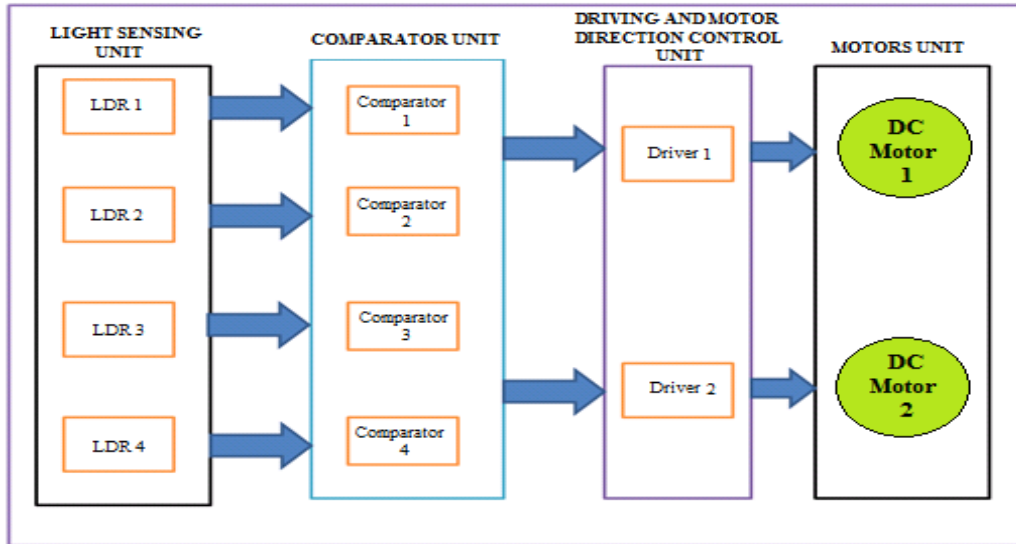 LIGHT SENSING
UNIT
LDR 1
LDR 2
LDR 3
LDR 4
COMPARATOR UNIT
Comparator
1
Comparator
2
Comparator
3
Comparator
4
DRIVING AND MOTOR
DIRECTION CONTROL
UNIT
Driver 1
Driver 2
MOTORS UNIT
DC
Motor
1
DC
Motor
2